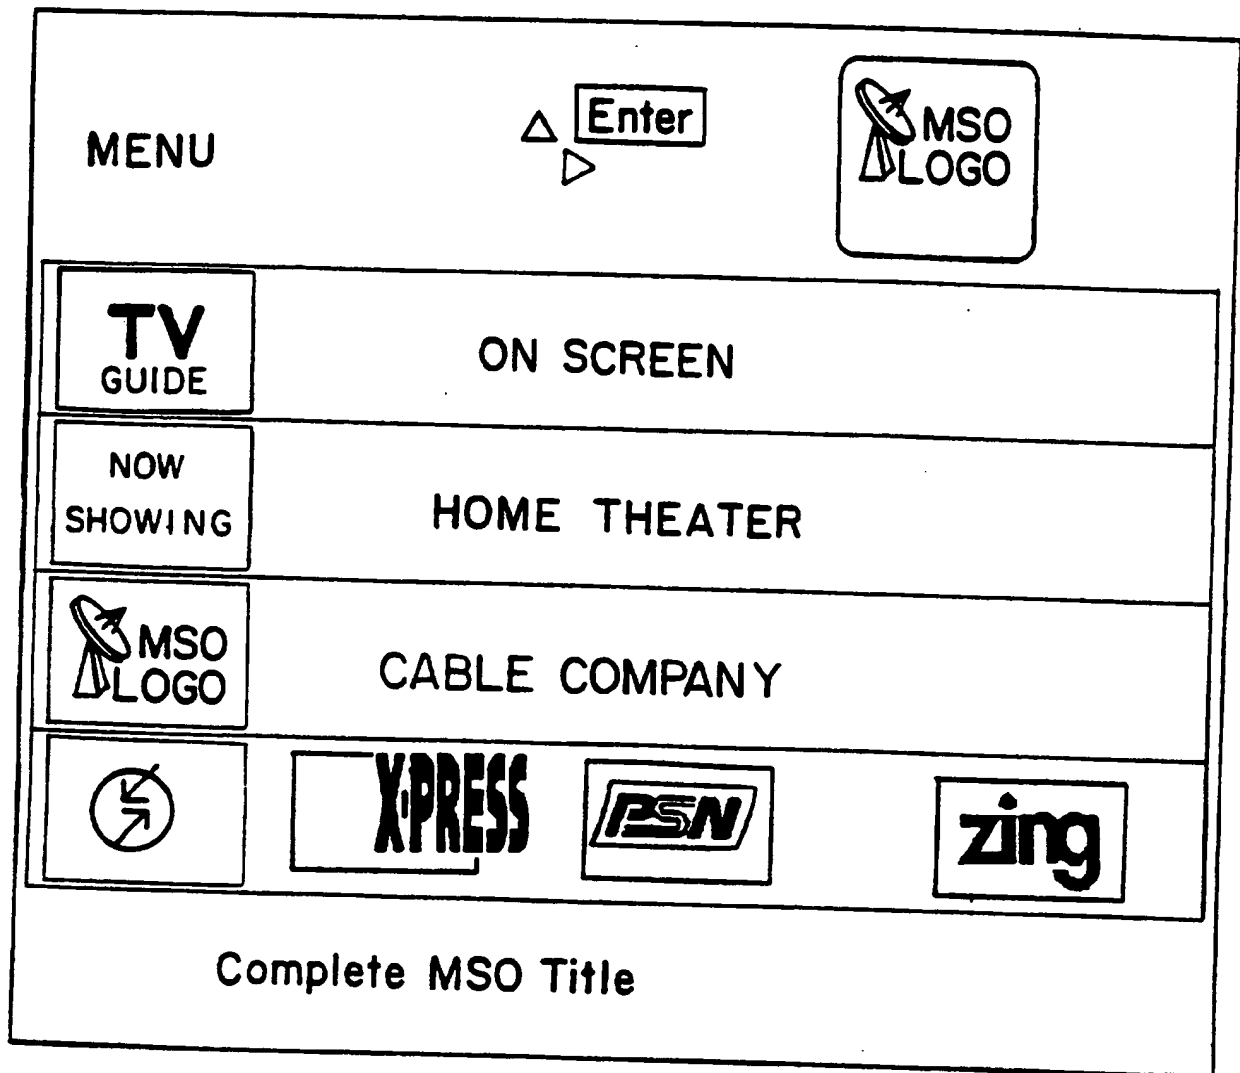 MENU
Enter
MSO
LOGO
TV
GUIDE
ON SCREEN
NOW
SHOWING
HOME THEATER
MSO
LOGO
CABLE COMPANY
X•PRESS
PSN
zing
Complete MSO Title